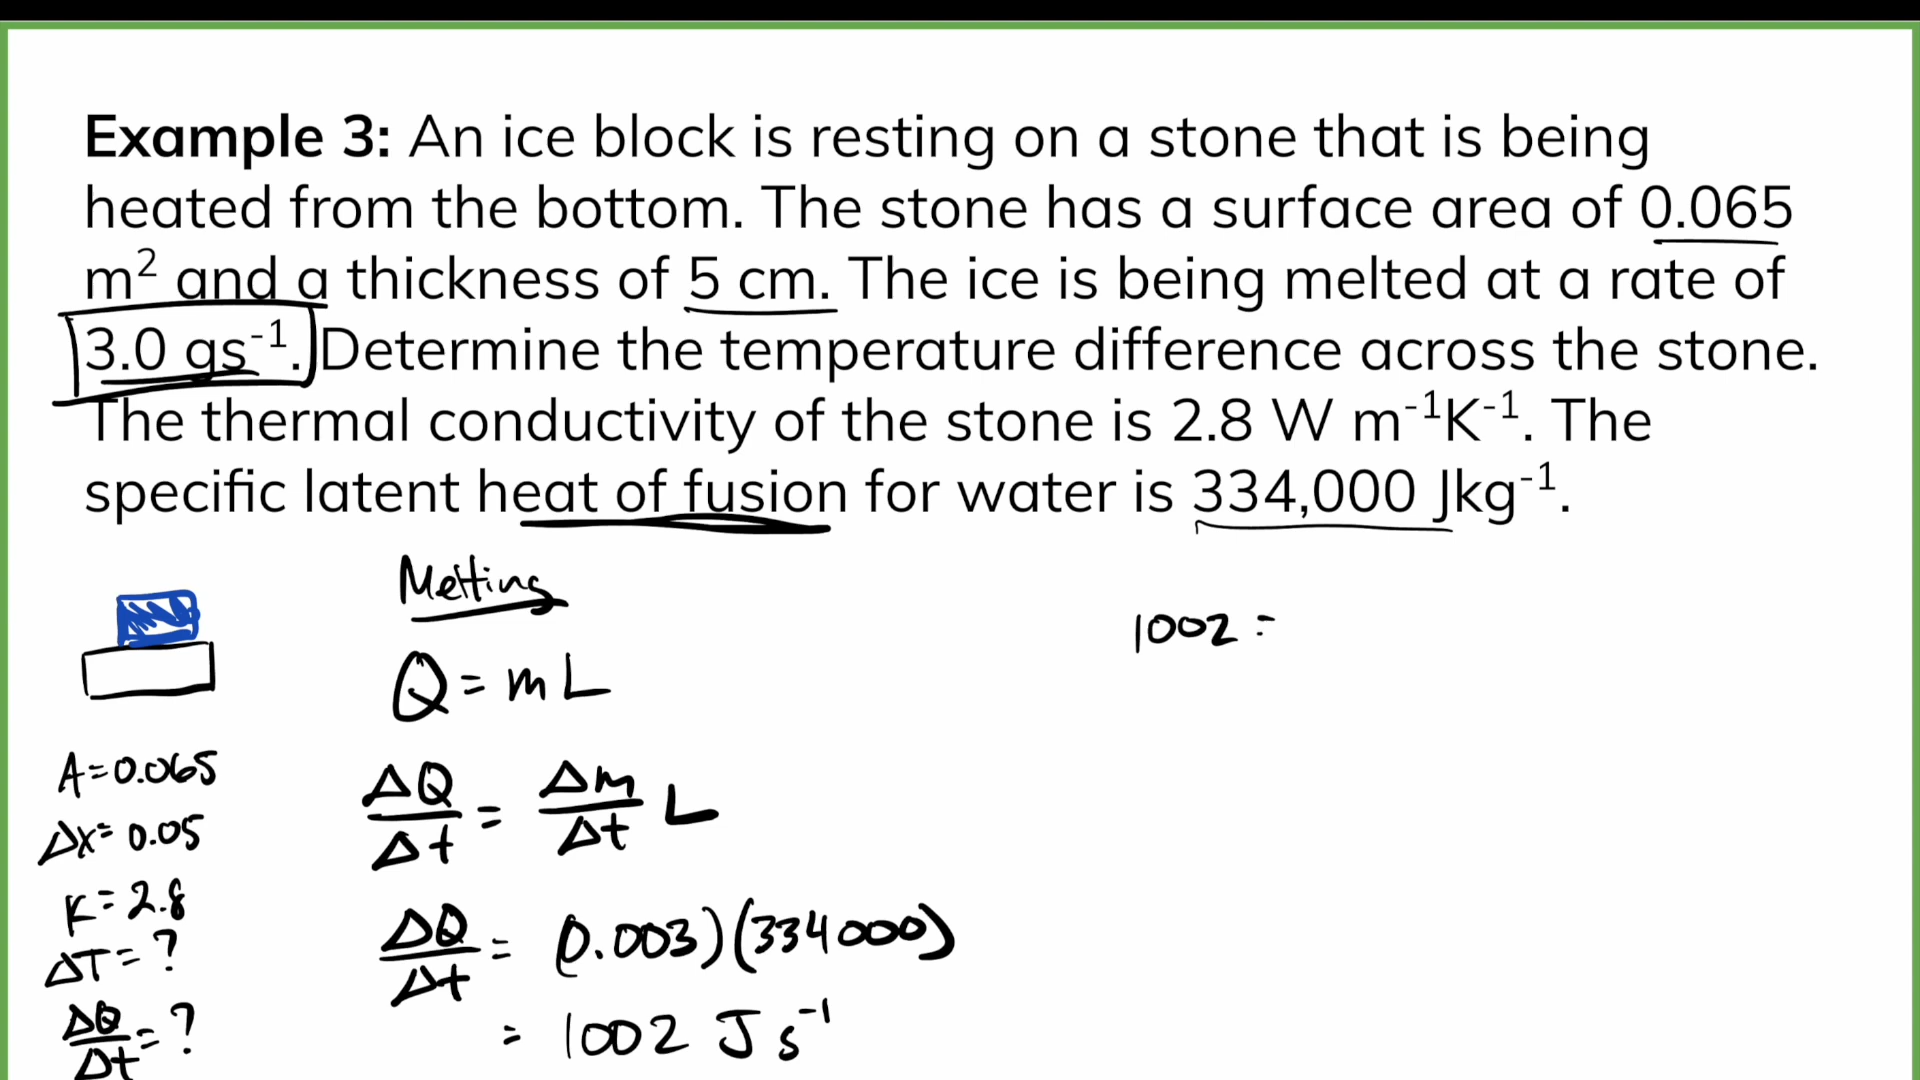 Example 3: An ice block is resting on a stone that is being
heated from the bottom. The stone has a surface area of 0.065
m² and a thickness of 5 cm. The ice is being melted at a rate of
3.0 gs⁻¹. Determine the temperature difference across the stone.
The thermal conductivity of the stone is 2.8 W m⁻¹K⁻¹. The
specific latent heat of fusion for water is 334,000 Jkg⁻¹.
A=0.065
Δx=0.05
K=2.8
ΔT=?
ΔQ/Δt=?
Melting
Q=mL
ΔQ/Δt = Δm/Δt L
ΔQ/Δt = (0.003)(334000)
= 1002 J s⁻¹
1002 =